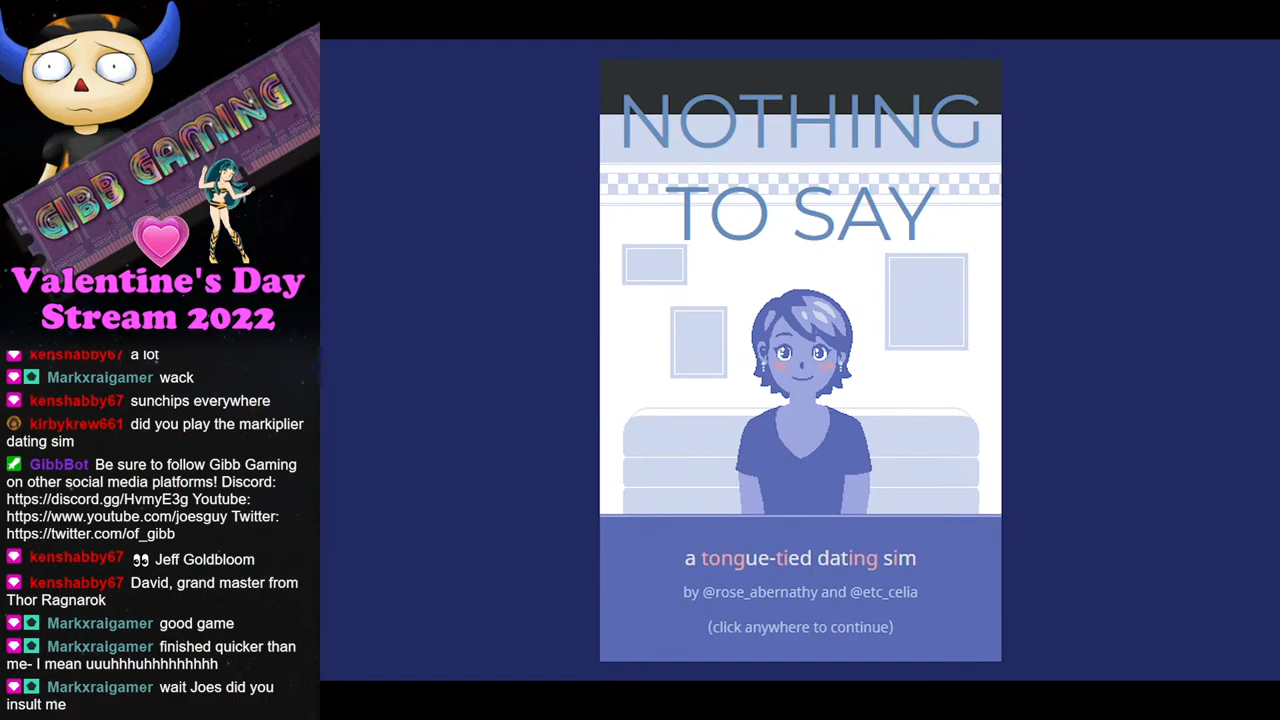 GIBB GAMING
Valentine's Day
Stream 2022
kenshabby67 a lot
Markxraigamer wack
kenshabby67 sunchips everywhere
kirbykrew661 did you play the markiplier
dating sim
GibbBot Be sure to follow Gibb Gaming
on other social media platforms! Discord:
https://discord.gg/HvmyE3g Youtube:
https://www.youtube.com/joesguy Twitter:
https://twitter.com/of_gibb
kenshabby67 👀 Jeff Goldbloom
kenshabby67 David, grand master from
Thor Ragnarok
Markxraigamer good game
Markxraigamer finished quicker than
me- I mean uuuhhhuhhhhhhhhh
Markxraigamer wait Joes did you
insult me
NOTHING
TO SAY
a tongue-tied dating sim
by @rose_abernathy and @etc_celia
(click anywhere to continue)